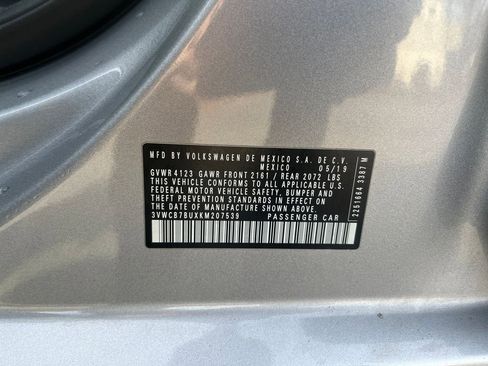 MFD BY VOLKSWAGEN DE MEXICO S.A. DE C.V.
MEXICO 05/19
GVWR 4123 GAWR FRONT 2161 / REAR 2072 LBS
THIS VEHICLE CONFORMS TO ALL APPLICABLE U.S.
FEDERAL MOTOR VEHICLE SAFETY, BUMPER AND
THEFT PREVENTION STANDARDS IN EFFECT ON
THE DATE OF MANUFACTURE SHOWN ABOVE
3VWC87BUXKM207539 PASSENGER CAR
2251664 3387 M